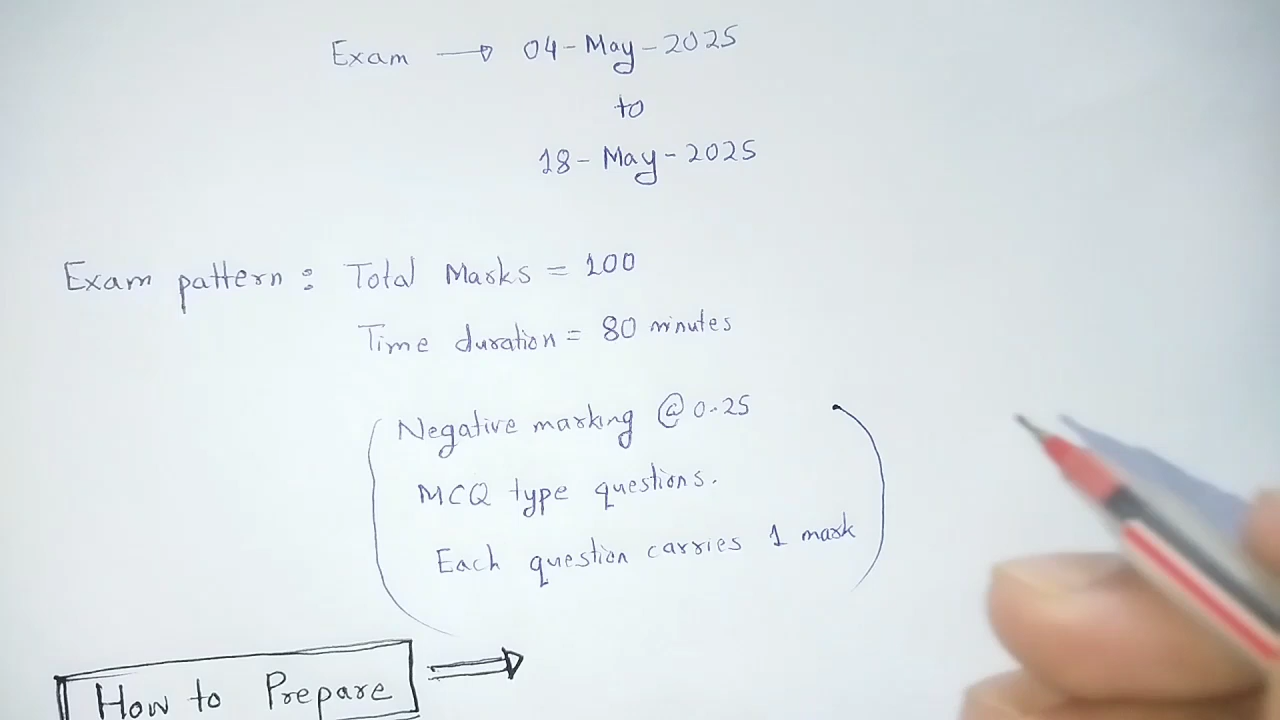 Exam → 04-May-2025
to
18-May-2025
Exam pattern : Total Marks = 100
Time duration = 80 minutes
Negative marking @ 0.25
MCQ type questions.
Each question carries 1 mark
How to Prepare ⇒